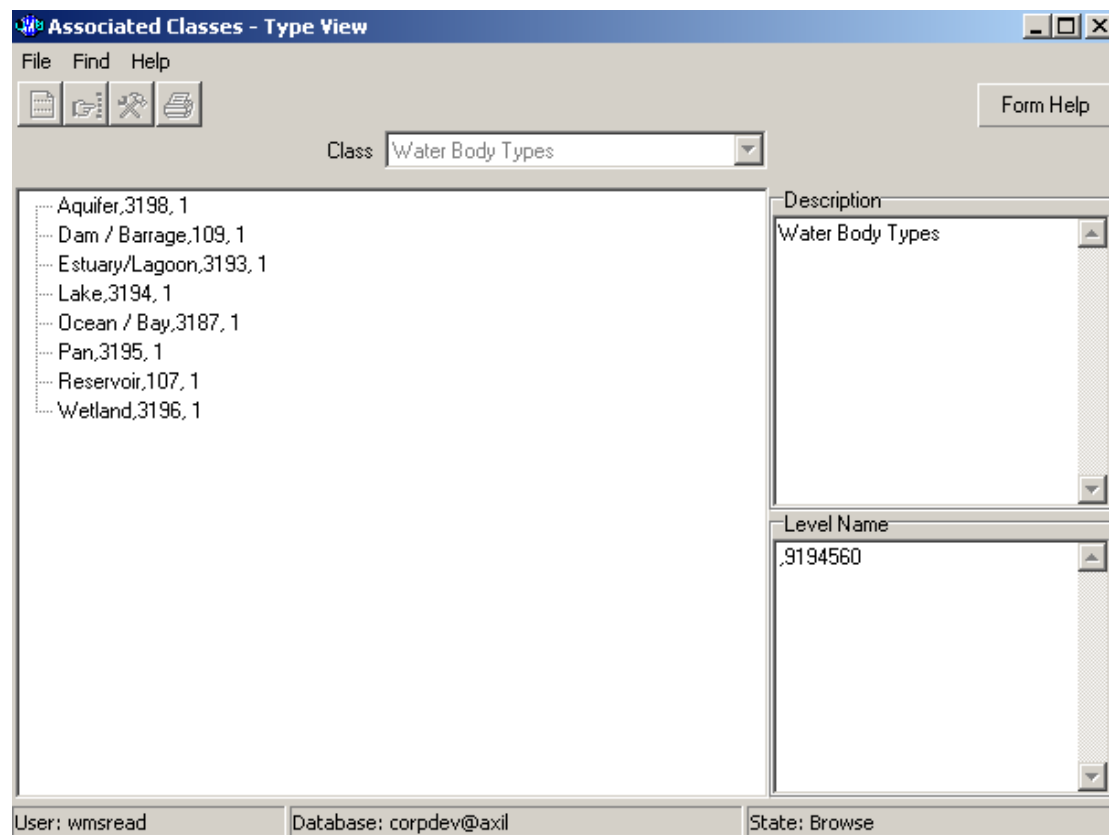 Associated Classes - Type View
File Find Help
Form Help
Class Water Body Types
Aquifer,3198, 1
Dam / Barrage,109, 1
Estuary/Lagoon,3193, 1
Lake,3194, 1
Ocean / Bay,3187, 1
Pan,3195, 1
Reservoir,107, 1
Wetland,3196, 1
Description
Water Body Types
Level Name
,9194560
User: wmsread
Database: corpdev@axil
State: Browse